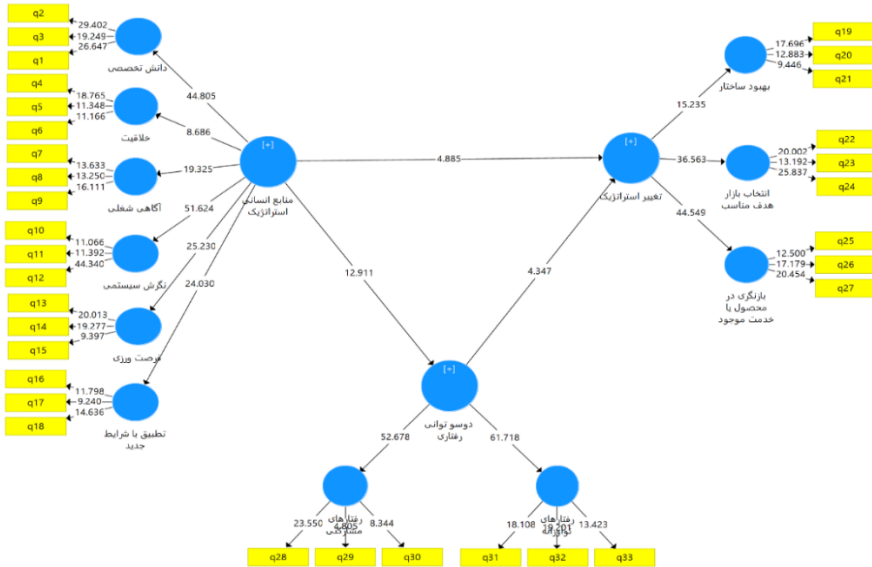 q2
q3
q1
29.402
19.249
26.647
دانش تخصصی
q4
q5
q6
18.765
11.348
11.166
خلاقیت
q7
q8
q9
13.633
13.250
16.111
آگاهی شغلی
q10
q11
q12
11.066
11.392
44.340
نگرش سیستمی
q13
q14
q15
20.013
19.277
9.397
فرصت ورزی
q16
q17
q18
11.798
9.240
14.636
تطبیق با شرایط
جدید
44.805
8.686
19.325
51.624
25.230
24.030
[+]
منابع انسانی
استراتژیک
4.885
12.911
4.347
[+]
تغییر استراتژیک
15.235
36.563
44.549
q19
q20
q21
17.696
12.883
9.446
بهبود ساختار
q22
q23
q24
20.002
13.192
25.837
انتخاب بازار
هدف مناسب
q25
q26
q27
12.500
17.179
20.454
بازنگری در
محصول یا
خدمت موجود
[+]
دوسو توانی
رفتاری
52.678
61.718
رفتارهای
مشارکتی
23.550
8.344
q28
q29
q30
رفتارهای
نوآورانه
18.108
13.423
q31
q32
q33